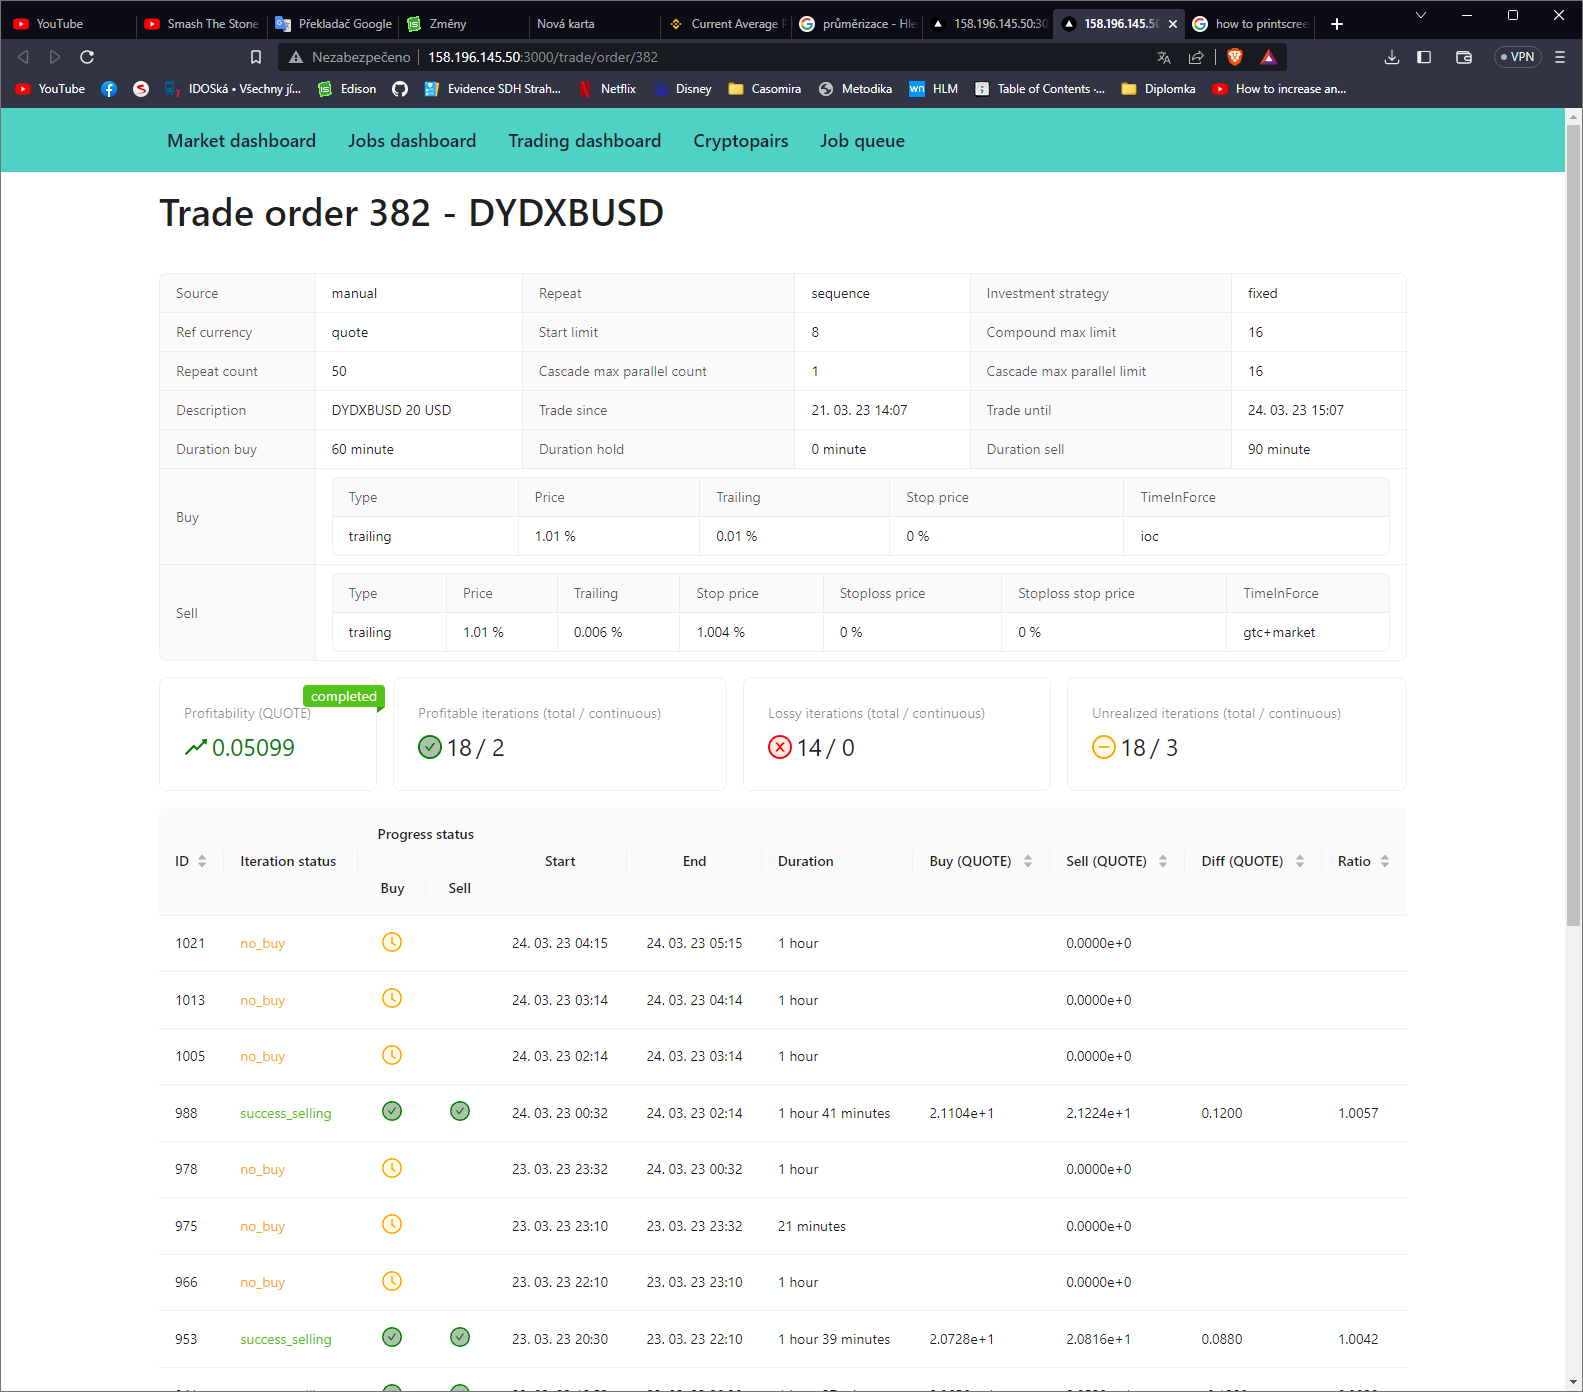 YouTube
Smash The Stone
Překladač Google
Změny
Nová karta
Current Average P
průměrizace - Hle
158.196.145.50:30
158.196.145.50
how to printscree
Nezabezpečeno
158.196.145.50:3000/trade/order/382
VPN
YouTube
IDOSká • Všechny jí...
Edison
Evidence SDH Strah...
Netflix
Disney
Casomira
Metodika
HLM
Table of Contents ·...
Diplomka
How to increase an...
Market dashboard
Jobs dashboard
Trading dashboard
Cryptopairs
Job queue
Trade order 382 - DYDXBUSD
Source manual Repeat sequence Investment strategy fixed
Ref currency quote Start limit 8 Compound max limit 16
Repeat count 50 Cascade max parallel count 1 Cascade max parallel limit 16
Description DYDXBUSD 20 USD Trade since 21. 03. 23 14:07 Trade until 24. 03. 23 15:07
Duration buy 60 minute Duration hold 0 minute Duration sell 90 minute
Buy
Type Price Trailing Stop price TimeInForce
trailing 1.01 % 0.01 % 0 % ioc
Sell
Type Price Trailing Stop price Stoploss price Stoploss stop price TimeInForce
trailing 1.01 % 0.006 % 1.004 % 0 % 0 % gtc+market
completed
Profitability (QUOTE)
0.05099
Profitable iterations (total / continuous)
18 / 2
Lossy iterations (total / continuous)
14 / 0
Unrealized iterations (total / continuous)
18 / 3
Progress status
ID Iteration status Start End Duration Buy (QUOTE) Sell (QUOTE) Diff (QUOTE) Ratio
Buy Sell
1021 no_buy 24. 03. 23 04:15 24. 03. 23 05:15 1 hour 0.0000e+0
1013 no_buy 24. 03. 23 03:14 24. 03. 23 04:14 1 hour 0.0000e+0
1005 no_buy 24. 03. 23 02:14 24. 03. 23 03:14 1 hour 0.0000e+0
988 success_selling 24. 03. 23 00:32 24. 03. 23 02:14 1 hour 41 minutes 2.1104e+1 2.1224e+1 0.1200 1.0057
978 no_buy 23. 03. 23 23:32 24. 03. 23 00:32 1 hour 0.0000e+0
975 no_buy 23. 03. 23 23:10 23. 03. 23 23:32 21 minutes 0.0000e+0
966 no_buy 23. 03. 23 22:10 23. 03. 23 23:10 1 hour 0.0000e+0
953 success_selling 23. 03. 23 20:30 23. 03. 23 22:10 1 hour 39 minutes 2.0728e+1 2.0816e+1 0.0880 1.0042